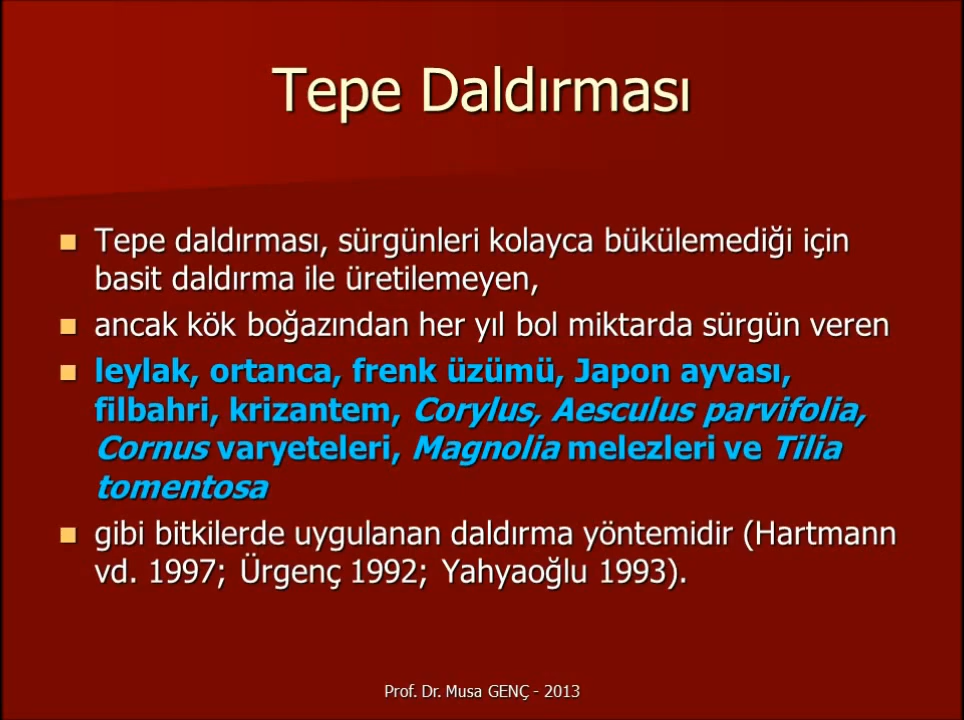 Tepe Daldırması
Tepe daldırması, sürgünleri kolayca bükülemediği için
basit daldırma ile üretilemeyen,
ancak kök boğazından her yıl bol miktarda sürgün veren
leylak, ortanca, frenk üzümü, Japon ayvası,
filbahri, krizantem, Corylus, Aesculus parvifolia,
Cornus varyeteleri, Magnolia melezleri ve Tilia
tomentosa
gibi bitkilerde uygulanan daldırma yöntemidir (Hartmann
vd. 1997; Ürgenç 1992; Yahyaoğlu 1993).
Prof. Dr. Musa GENÇ - 2013